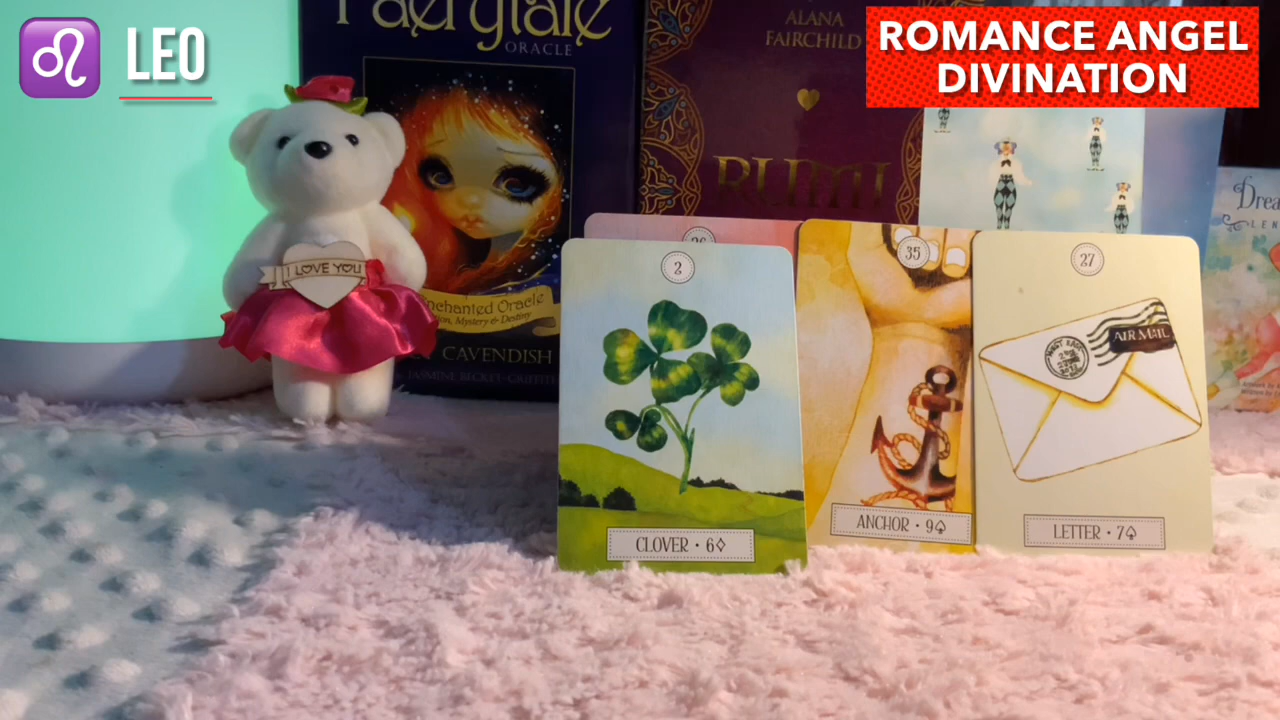 ♌ LEO
ROMANCE ANGEL
DIVINATION
Faerytale
ORACLE
Enchanted Oracle
CAVENDISH
ALANA
FAIRCHILD
RUMI
I LOVE YOU
2
CLOVER • 6♢
35
ANCHOR • 9♤
27
AIR MAIL
LETTER • 7♤